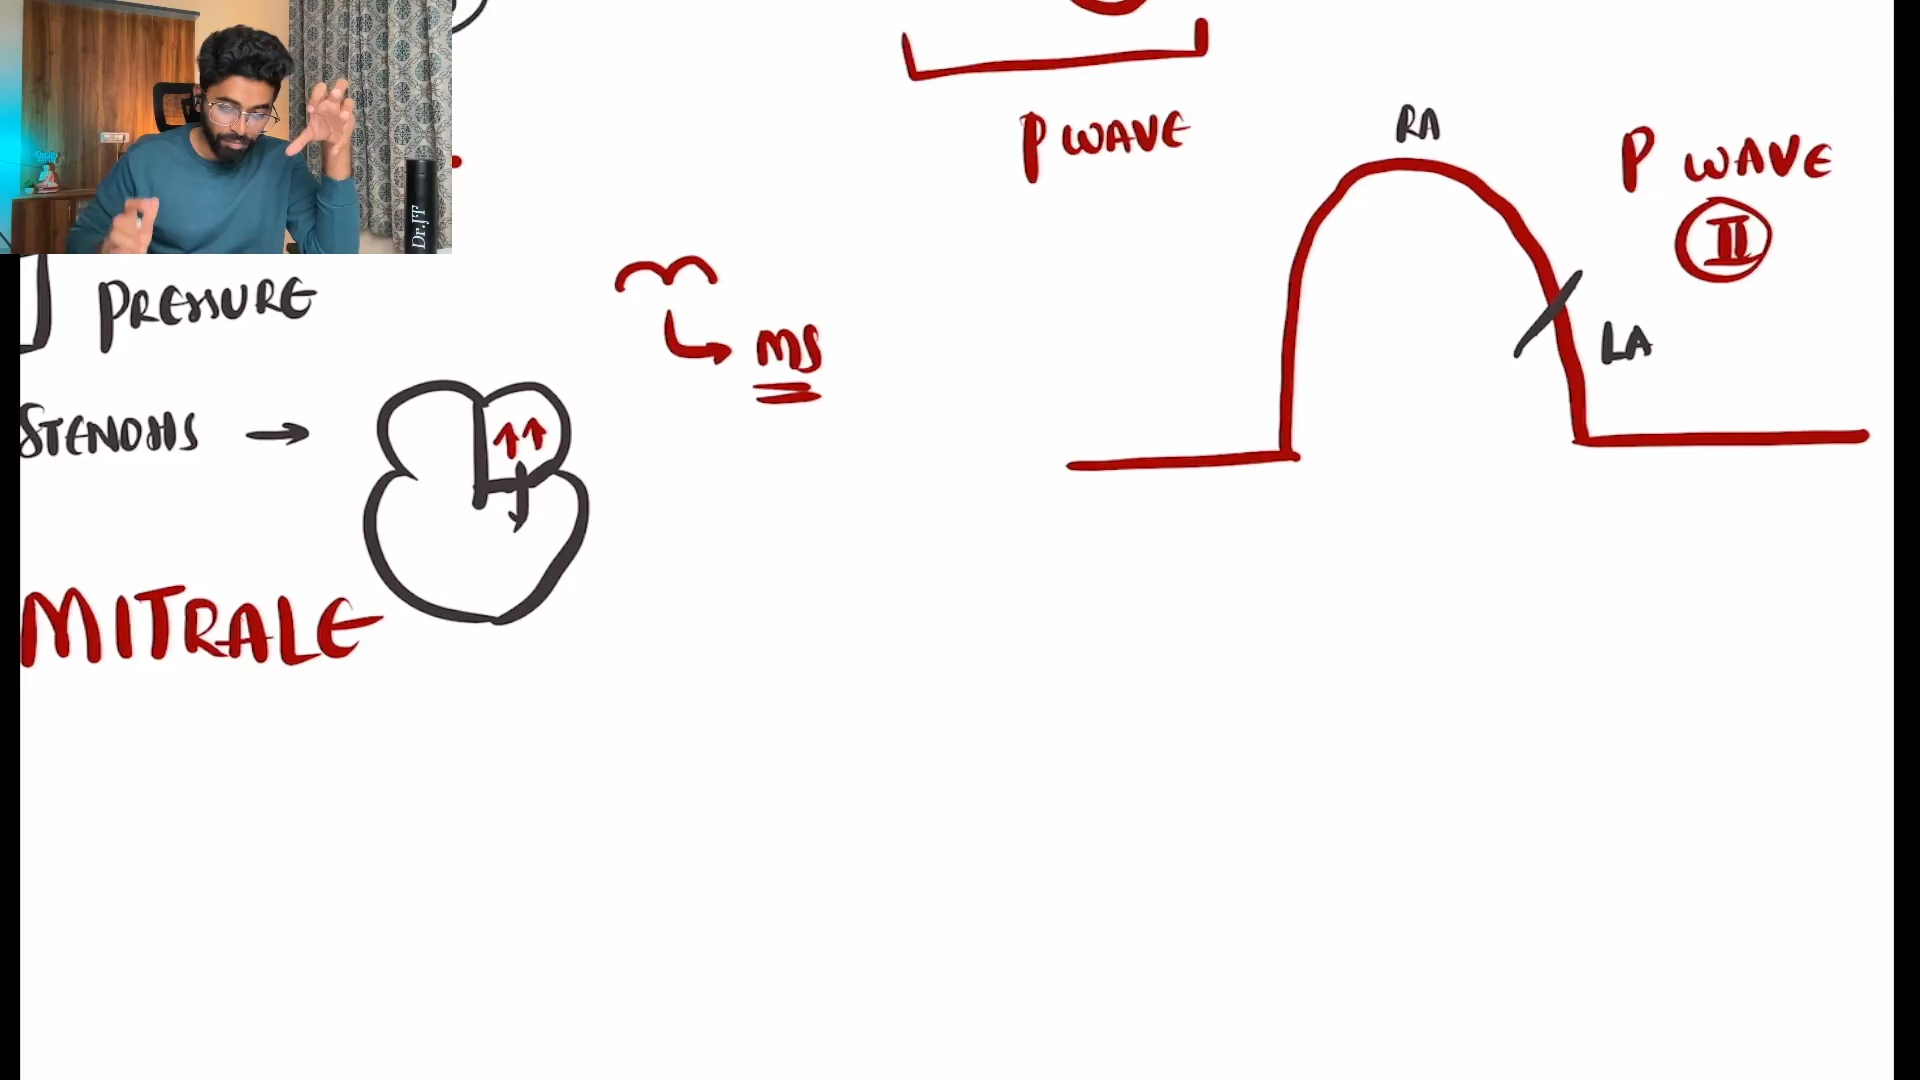 P WAVE
RA
P WAVE
II
LA
PRESSURE
MS
STENOSIS →
MITRALE
Dr.JT